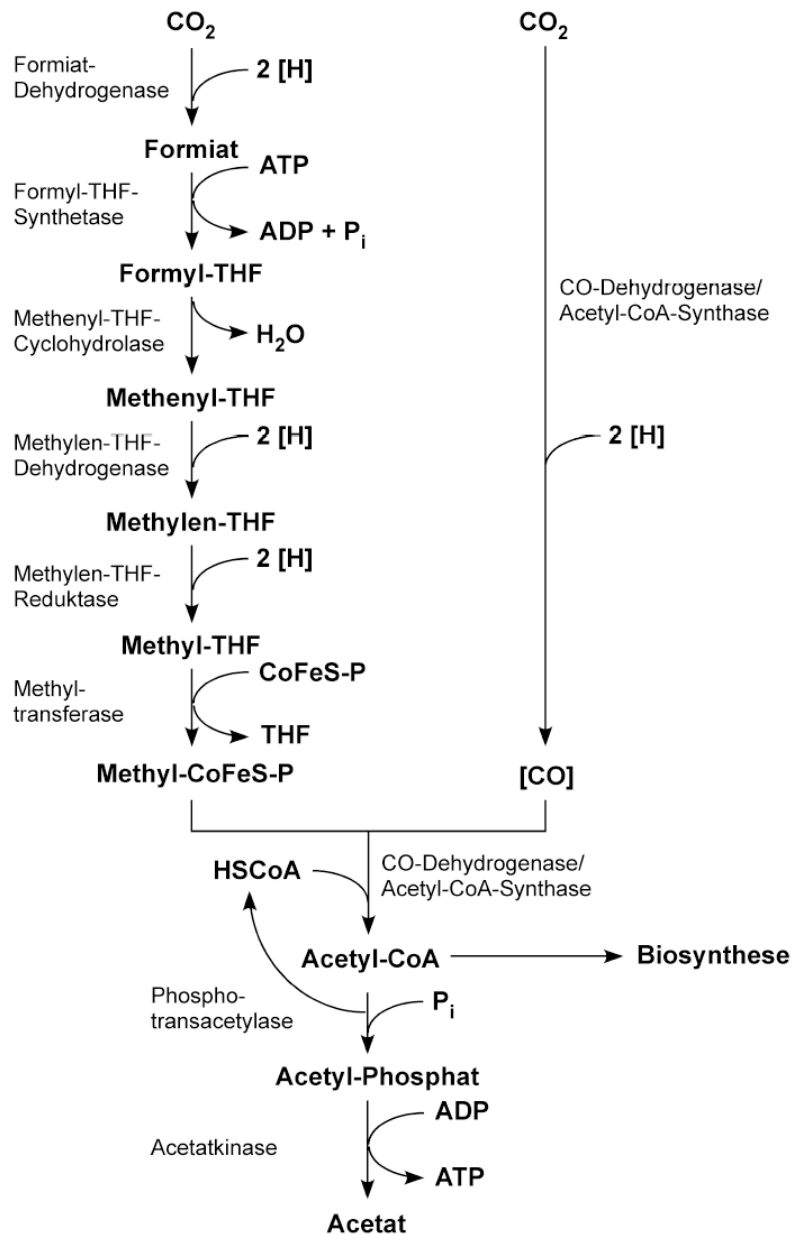 CO₂
CO₂
Formiat-
Dehydrogenase
2 [H]
Formiat
ATP
Formyl-THF-
Synthetase
ADP + Pᵢ
Formyl-THF
CO-Dehydrogenase/
Acetyl-CoA-Synthase
Methenyl-THF-
Cyclohydrolase
H₂O
Methenyl-THF
Methylen-THF-
Dehydrogenase
2 [H]
2 [H]
Methylen-THF
2 [H]
Methylen-THF-
Reduktase
Methyl-THF
CoFeS-P
Methyl-
transferase
THF
Methyl-CoFeS-P
[CO]
HSCoA
CO-Dehydrogenase/
Acetyl-CoA-Synthase
Acetyl-CoA
Biosynthese
Phospho-
transacetylase
Pᵢ
Acetyl-Phosphat
ADP
Acetatkinase
ATP
Acetat